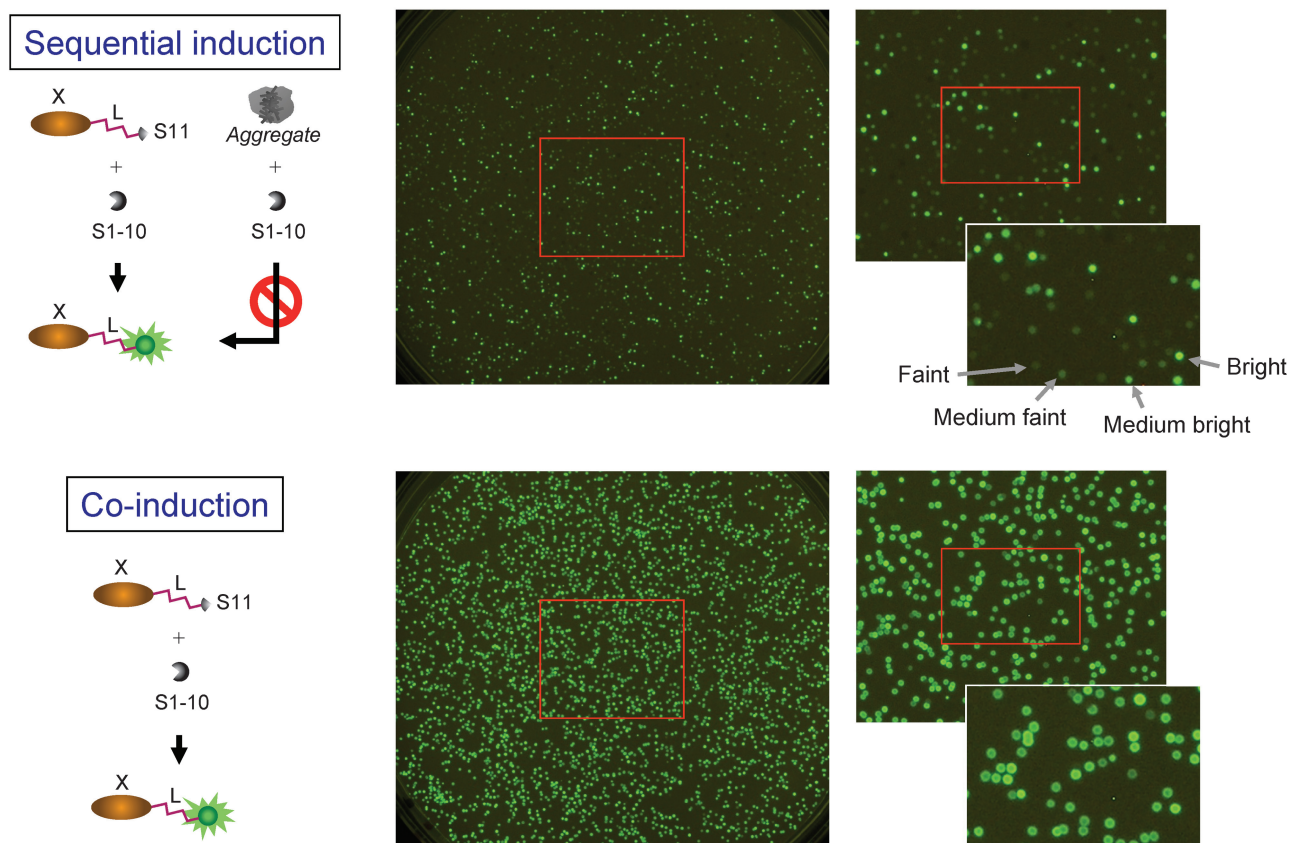 Sequential induction
X
L
S11
Aggregate
+
+
S1-10
S1-10
X
L
Faint
Medium faint
Medium bright
Bright
Co-induction
X
L
S11
+
S1-10
X
L